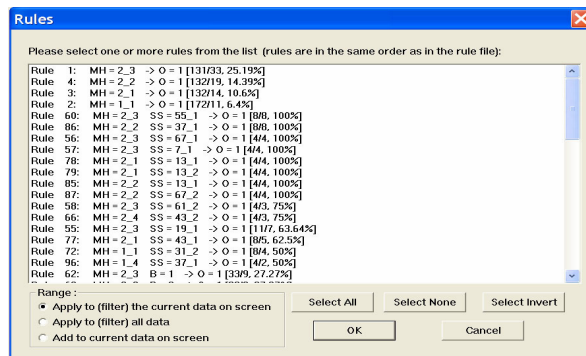 Rules
Please select one or more rules from the list (rules are in the same order as in the rule file):
Rule 1: MH = 2_3 -> O = 1 [131/33, 25.19%]
Rule 4: MH = 2_2 -> O = 1 [132/19, 14.39%]
Rule 3: MH = 2_1 -> O = 1 [132/14, 10.6%]
Rule 2: MH = 1_1 -> O = 1 [172/11, 6.4%]
Rule 60: MH = 2_3 SS = 55_1 -> O = 1 [8/8, 100%]
Rule 86: MH = 2_2 SS = 37_1 -> O = 1 [8/8, 100%]
Rule 56: MH = 2_3 SS = 67_1 -> O = 1 [4/4, 100%]
Rule 57: MH = 2_3 SS = 7_1 -> O = 1 [4/4, 100%]
Rule 78: MH = 2_1 SS = 13_1 -> O = 1 [4/4, 100%]
Rule 79: MH = 2_1 SS = 13_2 -> O = 1 [4/4, 100%]
Rule 85: MH = 2_2 SS = 13_1 -> O = 1 [4/4, 100%]
Rule 87: MH = 2_2 SS = 67_2 -> O = 1 [4/4, 100%]
Rule 58: MH = 2_3 SS = 61_2 -> O = 1 [4/3, 75%]
Rule 66: MH = 2_4 SS = 43_2 -> O = 1 [4/3, 75%]
Rule 55: MH = 2_3 SS = 19_1 -> O = 1 [11/7, 63.64%]
Rule 77: MH = 2_1 SS = 43_1 -> O = 1 [8/5, 62.5%]
Rule 72: MH = 1_1 SS = 31_2 -> O = 1 [8/4, 50%]
Rule 96: MH = 1_4 SS = 37_1 -> O = 1 [4/2, 50%]
Rule 62: MH = 2_3 B = 1 -> O = 1 [33/9, 27.27%]
Range :
Apply to (filter) the current data on screen
Apply to (filter) all data
Add to current data on screen
Select All
Select None
Select Invert
OK
Cancel